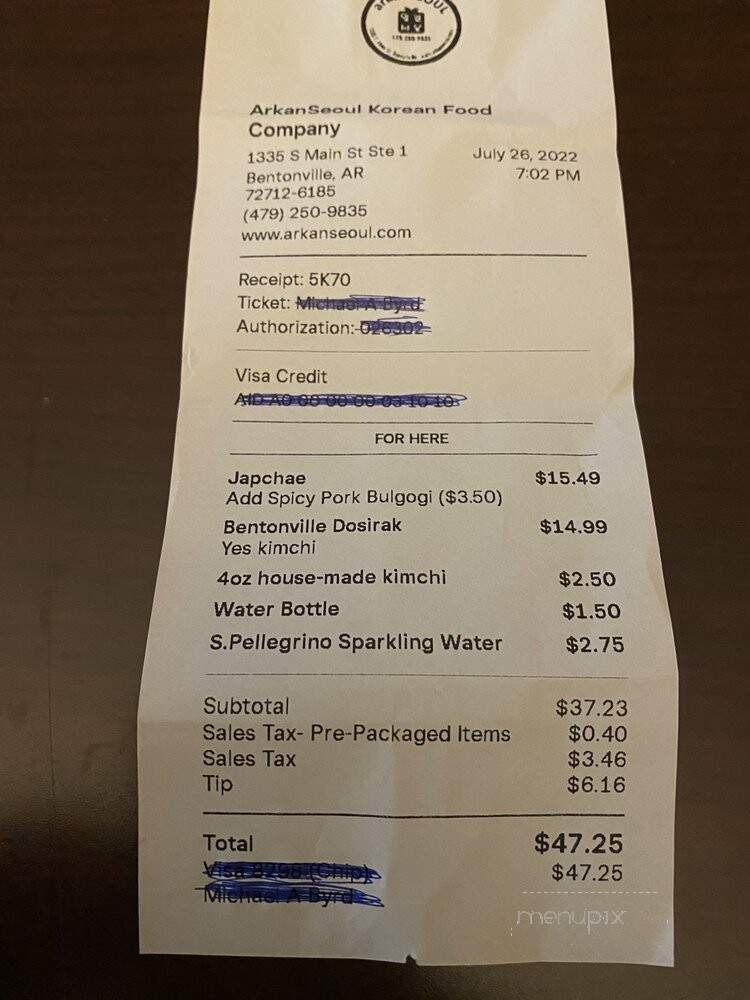 ArkanSeoul Korean Food
Company
1335 S Main St Ste 1
July 26, 2022
Bentonville, AR
7:02 PM
72712-6185
(479) 250-9835
www.arkanseoul.com
Receipt: 5K70
Ticket:
Authorization:
Visa Credit
FOR HERE
Japchae $15.49
Add Spicy Pork Bulgogi ($3.50)
Bentonville Dosirak $14.99
Yes kimchi
4oz house-made kimchi $2.50
Water Bottle $1.50
S.Pellegrino Sparkling Water $2.75
Subtotal $37.23
Sales Tax- Pre-Packaged Items $0.40
Sales Tax $3.46
Tip $6.16
Total $47.25
$47.25
menupix